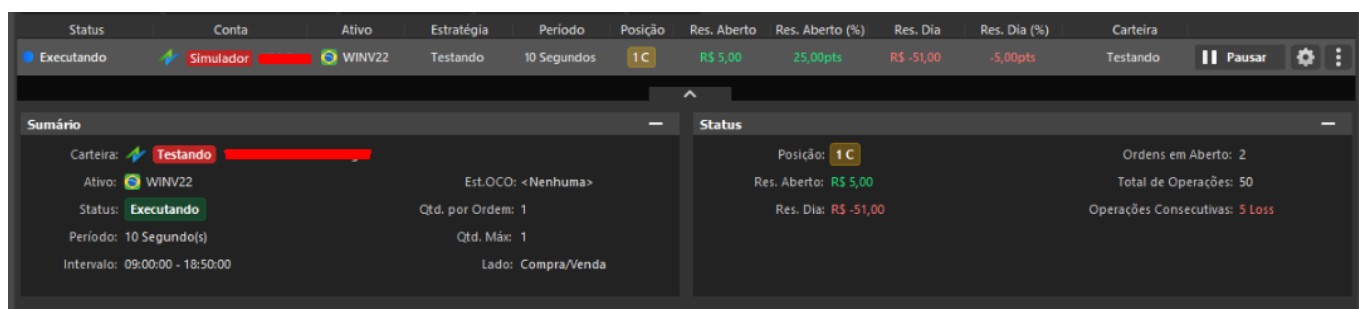 Status Conta Ativo Estratégia Período Posição Res. Aberto Res. Aberto (%) Res. Dia Res. Dia (%) Carteira
Executando Simulador WINV22 Testando 10 Segundos 1 C R$ 5,00 25,00pts R$ -51,00 -5,00pts Testando Pausar
Sumário
Carteira: Testando
Ativo: WINV22 Est.OCO: <Nenhuma>
Status: Executando Qtd. por Ordem: 1
Período: 10 Segundo(s) Qtd. Máx: 1
Intervalo: 09:00:00 - 18:50:00 Lado: Compra/Venda
Status
Posição: 1 C Ordens em Aberto: 2
Res. Aberto: R$ 5,00 Total de Operações: 50
Res. Dia: R$ -51,00 Operações Consecutivas: 5 Loss